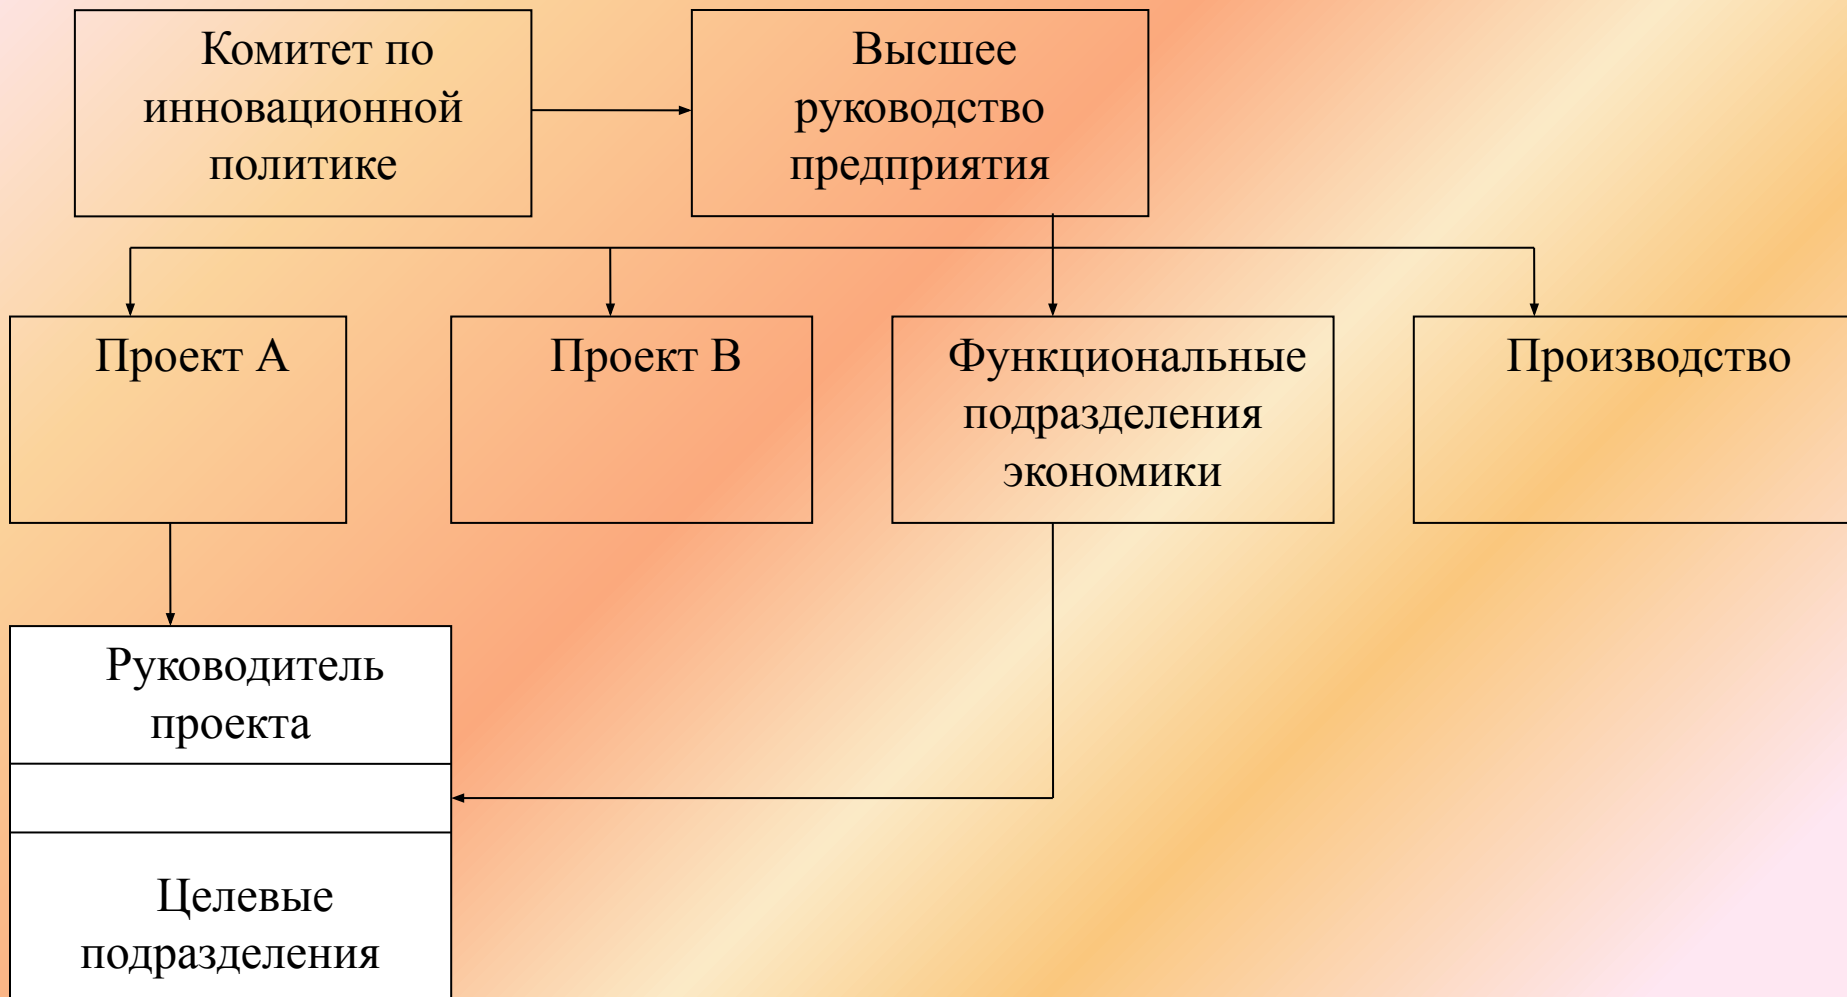 Комитет по
инновационной
политике
Высшее
руководство
предприятия
Проект А
Проект В
Функциональные
подразделения
экономики
Производство
Руководитель
проекта
Целевые
подразделения